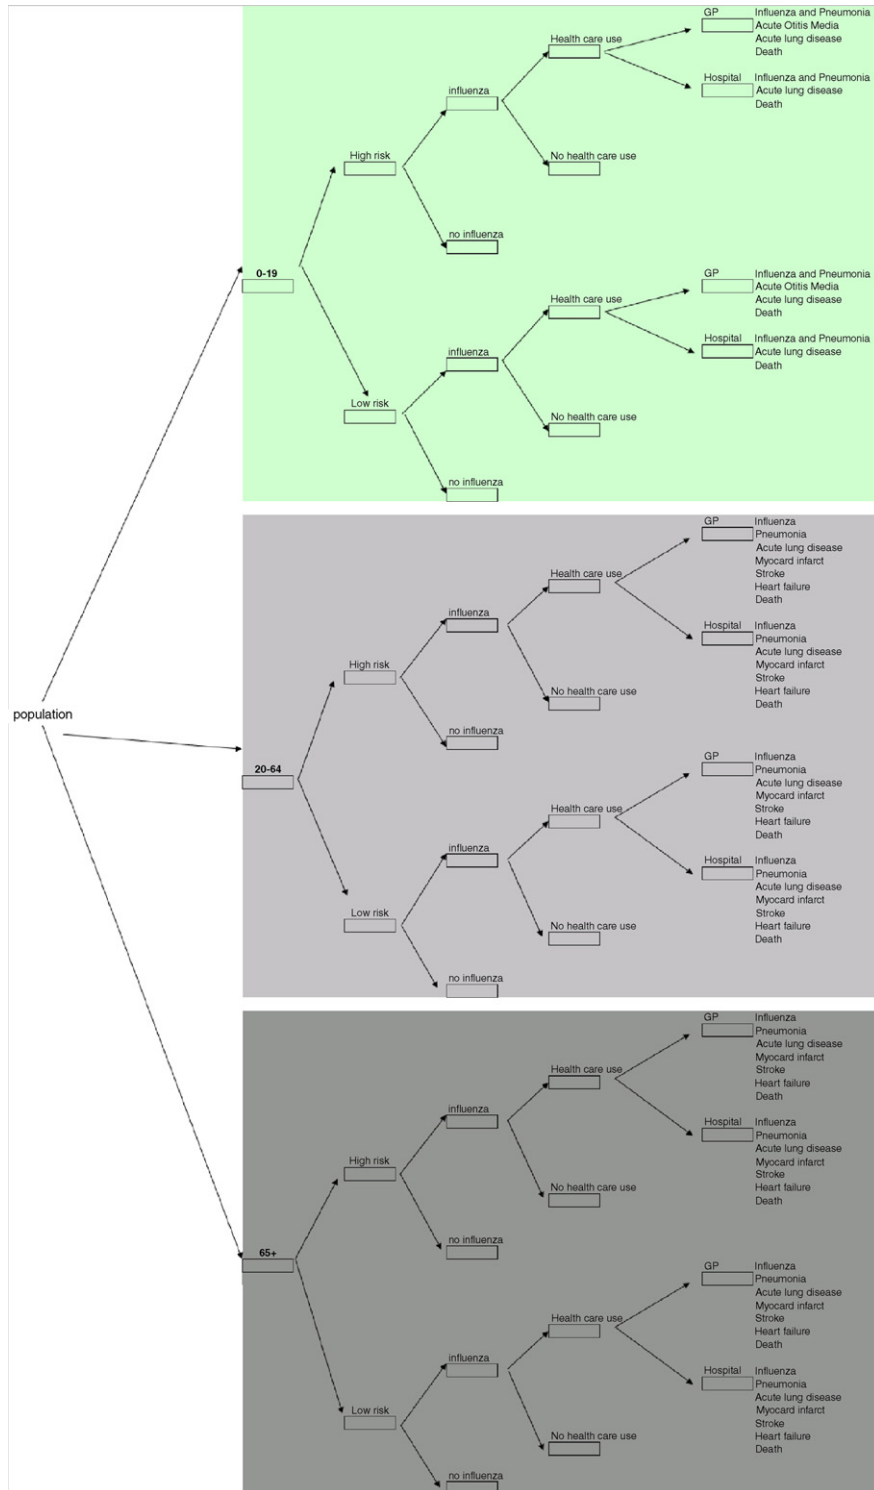 GP Influenza and Pneumonia
Health care use Acute Otitis Media
Acute lung disease
Death
Hospital Influenza and Pneumonia
influenza Acute lung disease
Death
High risk No health care use
no influenza
0-19
GP Influenza and Pneumonia
Acute Otitis Media
Health care use Acute lung disease
Death
Hospital Influenza and Pneumonia
influenza Acute lung disease
Death
Low risk
No health care use
no influenza
GP Influenza
Pneumonia
Acute lung disease
Myocard infarct
Health care use Stroke
Heart failure
Death
influenza
Hospital Influenza
Pneumonia
Acute lung disease
High risk Myocard infarct
Stroke
No health care use Heart failure
Death
population
no influenza
GP Influenza
20-64 Pneumonia
Acute lung disease
Myocard infarct
Health care use Stroke
Heart failure
Death
influenza
Hospital Influenza
Pneumonia
Acute lung disease
Myocard infarct
Low risk Stroke
No health care use Heart failure
Death
no influenza
GP Influenza
Pneumonia
Acute lung disease
Myocard infarct
Health care use Stroke
Heart failure
Death
influenza
Hospital Influenza
Pneumonia
Acute lung disease
High risk Myocard infarct
Stroke
No health care use Heart failure
Death
no influenza
65+
GP Influenza
Pneumonia
Acute lung disease
Myocard infarct
Health care use Stroke
Heart failure
Death
influenza
Hospital Influenza
Pneumonia
Acute lung disease
Low risk Myocard infarct
Stroke
No health care use Heart failure
Death
no influenza